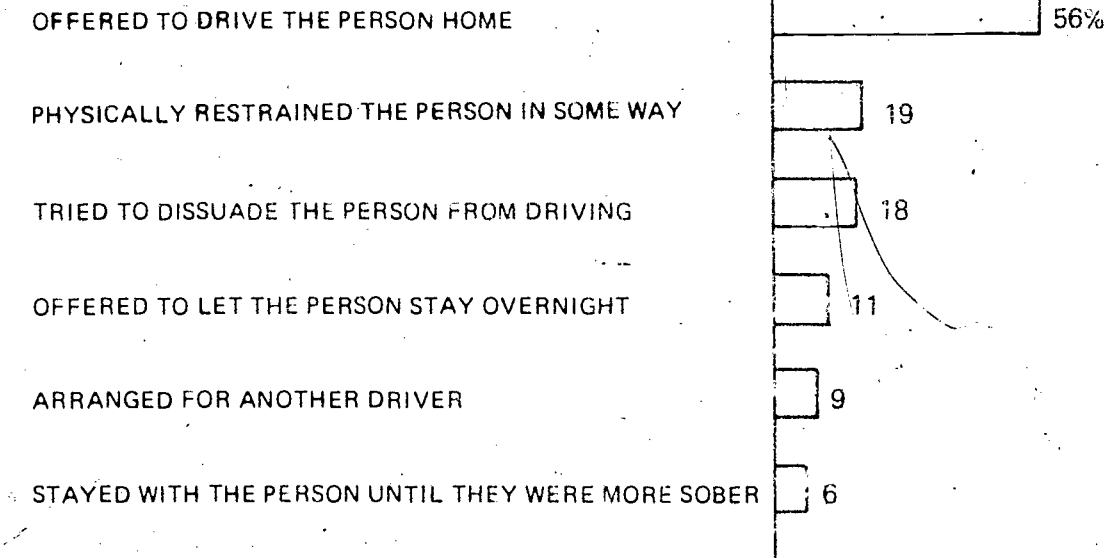 OFFERED TO DRIVE THE PERSON HOME 56%
PHYSICALLY RESTRAINED THE PERSON IN SOME WAY 19
TRIED TO DISSUADE THE PERSON FROM DRIVING 18
OFFERED TO LET THE PERSON STAY OVERNIGHT 11
ARRANGED FOR ANOTHER DRIVER 9
STAYED WITH THE PERSON UNTIL THEY WERE MORE SOBER 6